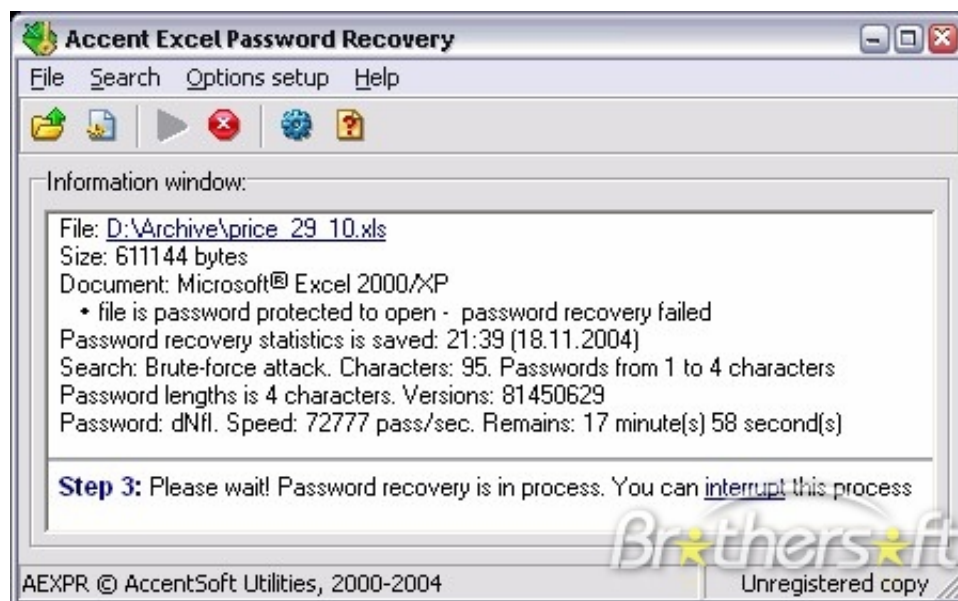 Accent Excel Password Recovery
File Search Options setup Help
Information window:
File: D:\Archive\price_29_10.xls
Size: 611144 bytes
Document: Microsoft® Excel 2000/XP
• file is password protected to open - password recovery failed
Password recovery statistics is saved: 21:39 (18.11.2004)
Search: Brute-force attack. Characters: 95. Passwords from 1 to 4 characters
Password lengths is 4 characters. Versions: 81450629
Password: dNfl. Speed: 72777 pass/sec. Remains: 17 minute(s) 58 second(s)
Step 3: Please wait! Password recovery is in process. You can interrupt this process
Brothersoft
AEXPR © AccentSoft Utilities, 2000-2004 Unregistered copy